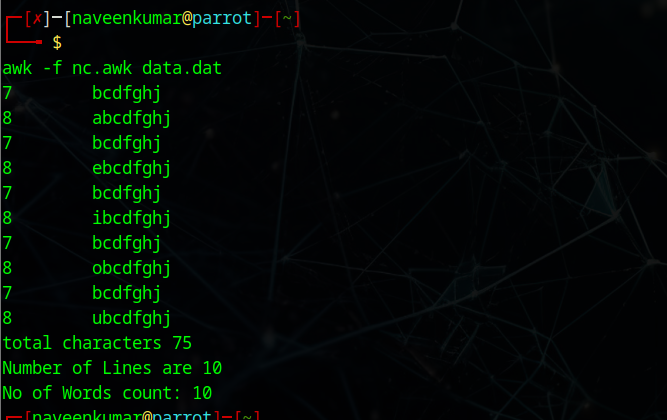 ┌─[✗]─[naveenkumar@parrot]─[~]
└──╼ $
awk -f nc.awk data.dat
7 bcdfghj
8 abcdfghj
7 bcdfghj
8 ebcdfghj
7 bcdfghj
8 ibcdfghj
7 bcdfghj
8 obcdfghj
7 bcdfghj
8 ubcdfghj
total characters 75
Number of Lines are 10
No of Words count: 10
┌─[naveenkumar@parrot]─[~]